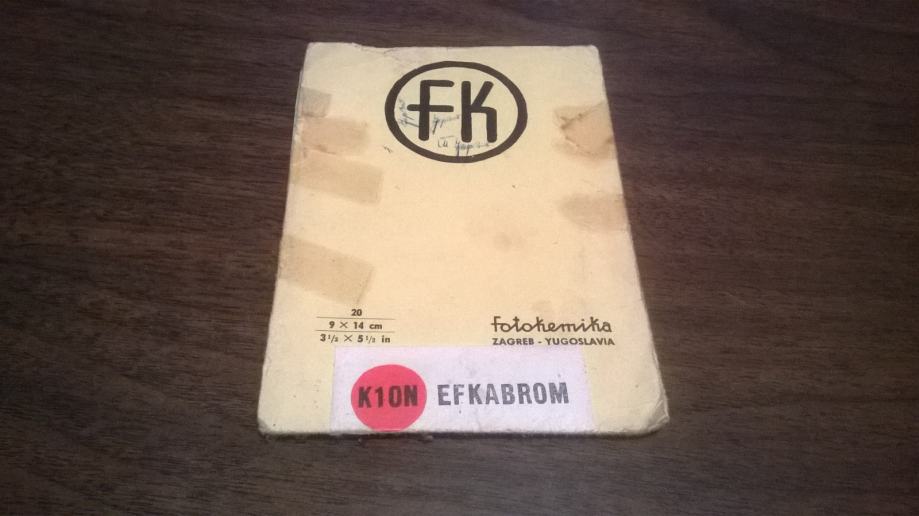 FK
20
9 × 14 cm
3 1/2 × 5 1/2 in
fotokemika
ZAGREB - YUGOSLAVIA
K10N EFKABROM